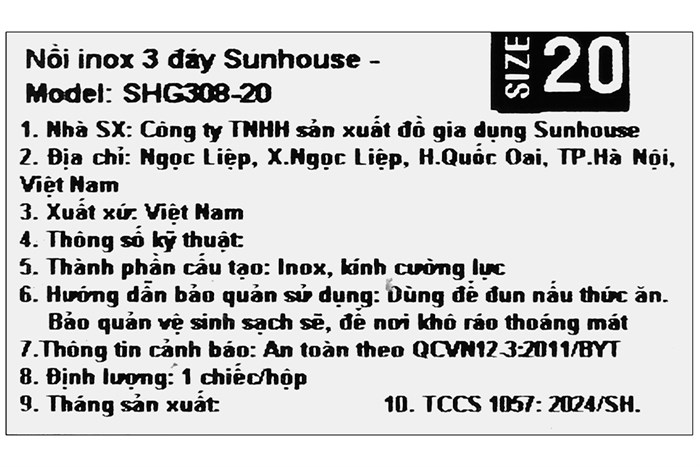 Nồi inox 3 đáy Sunhouse -
Model: SHG308-20
SIZE 20
1. Nhà SX: Công ty TNHH sản xuất đồ gia dụng Sunhouse
2. Địa chỉ: Ngọc Liệp, X.Ngọc Liệp, H.Quốc Oai, TP.Hà Nội,
Việt Nam
3. Xuất xứ: Việt Nam
4. Thông số kỹ thuật:
5. Thành phần cấu tạo: Inox, kính cường lực
6. Hướng dẫn bảo quản sử dụng: Dùng để đun nấu thức ăn.
Bảo quản vệ sinh sạch sẽ, để nơi khô ráo thoáng mát
7.Thông tin cảnh báo: An toàn theo QCVN12-3:2011/BYT
8. Định lượng: 1 chiếc/hộp
9. Tháng sản xuất: 10. TCCS 1057: 2024/SH.